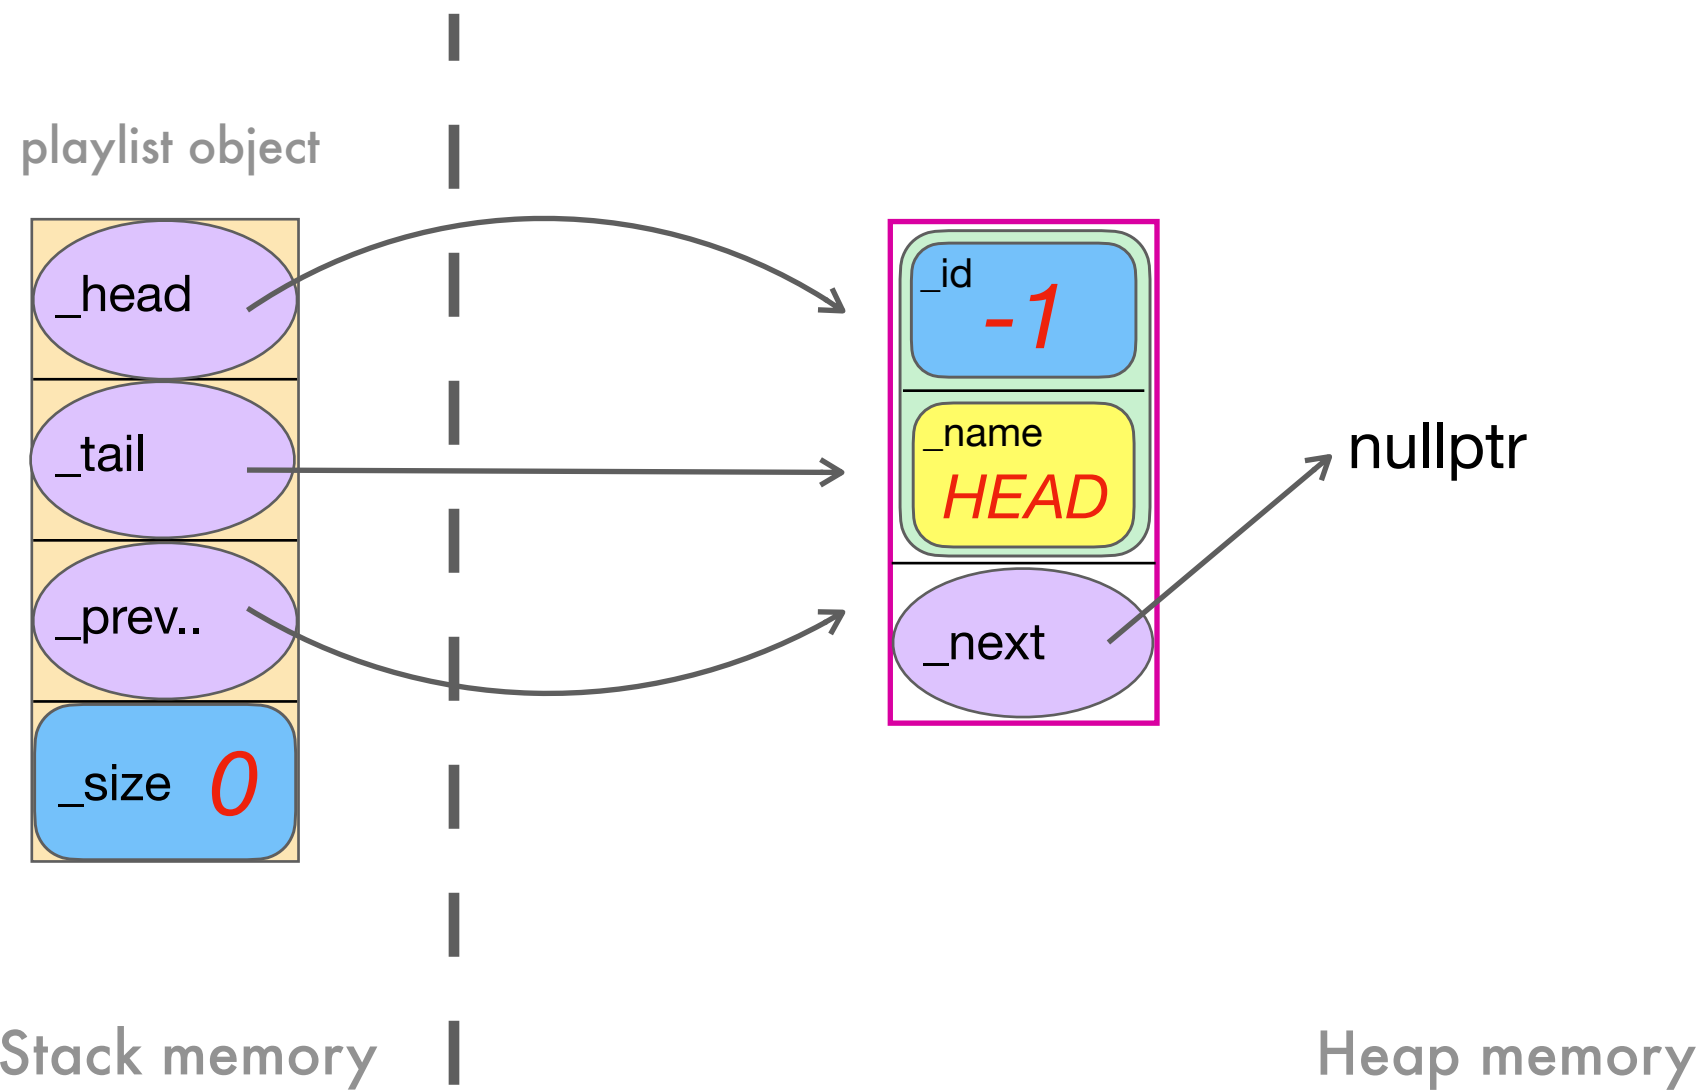 playlist object
_head
_tail
_prev..
_size 0
_id
-1
_name
HEAD
_next
nullptr
Stack memory
Heap memory